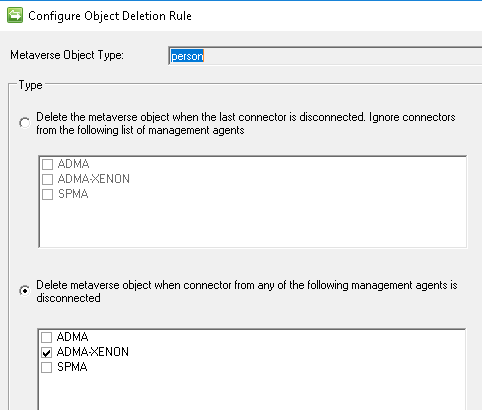 Configure Object Deletion Rule
Metaverse Object Type:
person
Type
Delete the metaverse object when the last connector is disconnected. Ignore connectors
from the following list of management agents
ADMA
ADMA-XENON
SPMA
Delete metaverse object when connector from any of the following management agents is
disconnected
ADMA
ADMA-XENON
SPMA